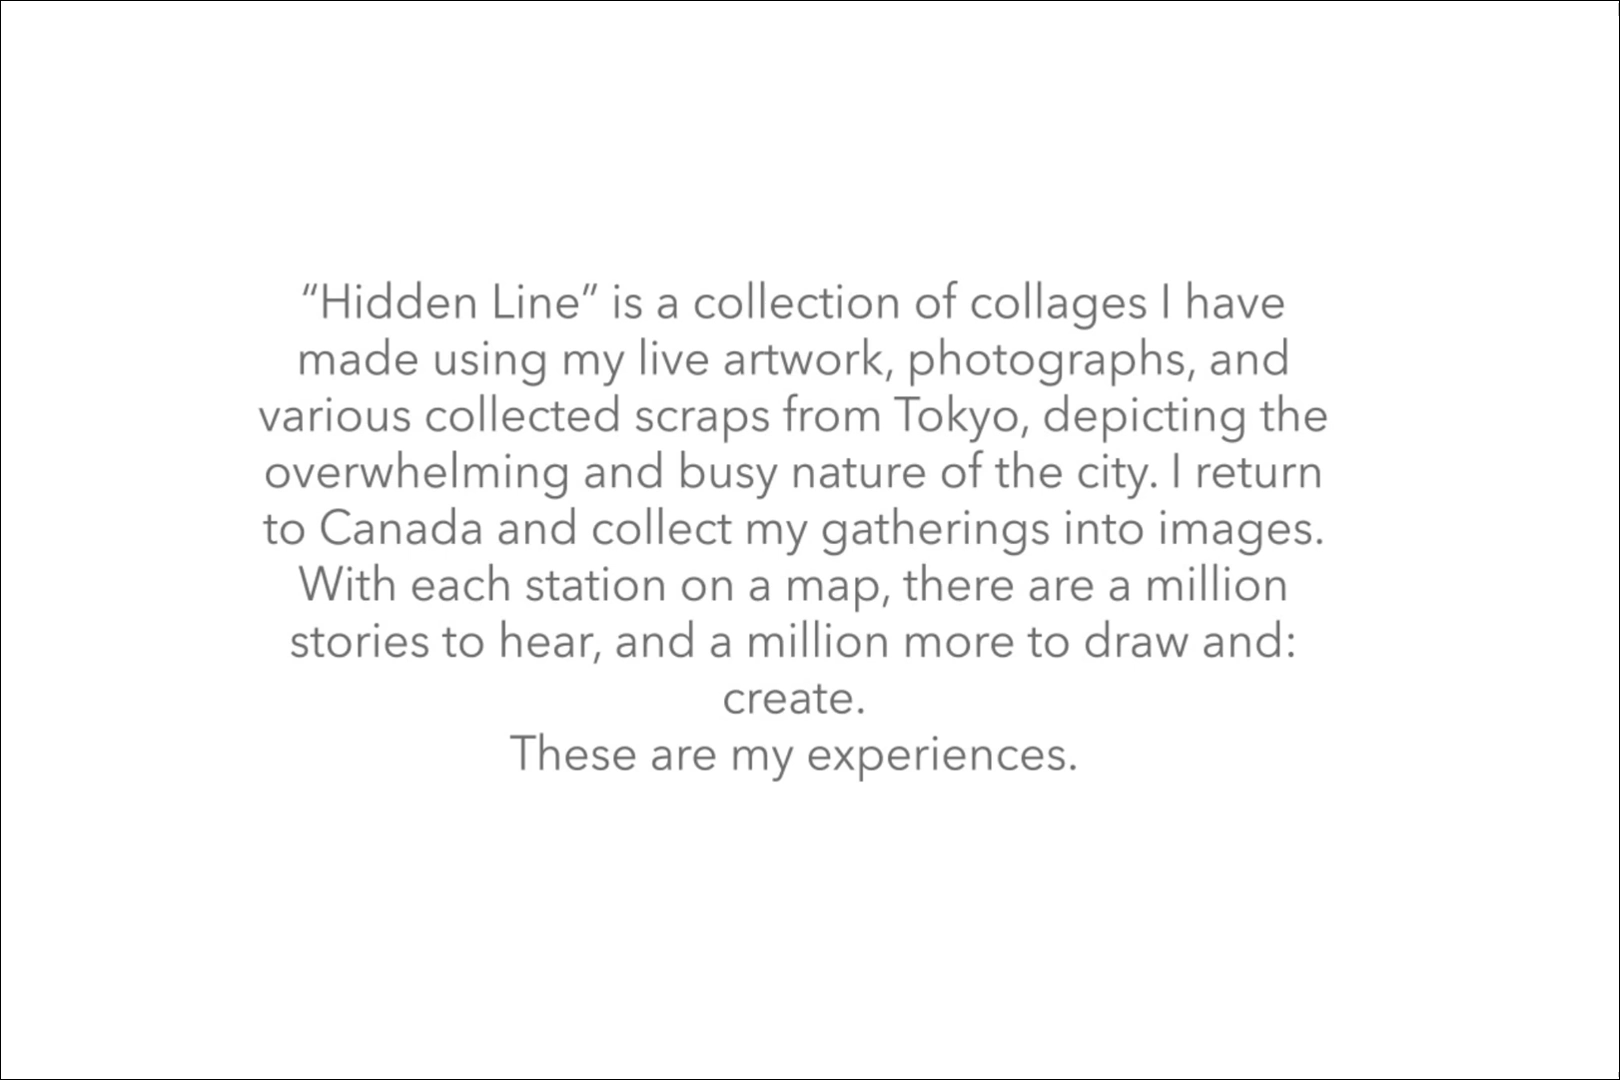 “Hidden Line” is a collection of collages I have
made using my live artwork, photographs, and
various collected scraps from Tokyo, depicting the
overwhelming and busy nature of the city. I return
to Canada and collect my gatherings into images.
With each station on a map, there are a million
stories to hear, and a million more to draw and:
create.
These are my experiences.